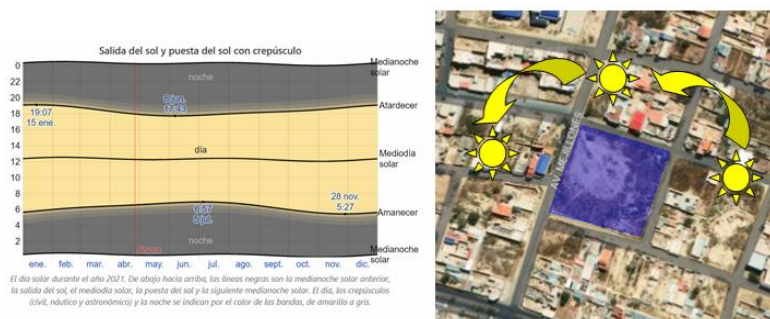 Salida del sol y puesta del sol con crepúsculo
0
22
20
18
16
14
12
10
8
6
4
2
noche
19:07
15 ene.
6 jun.
17:43
día
28 nov.
5:27
6:57
5 jul.
noche
Medianoche
solar
Atardecer
Mediodía
solar
Amanecer
Medianoche
solar
ene.
feb.
mar.
abr.
may.
jun.
jul.
ago.
sept.
oct.
nov.
dic.
El día solar durante el año 2021. De abajo hacia arriba, las líneas negras son la medianoche solar anterior,
la salida del sol, el mediodía solar, la puesta del sol y la siguiente medianoche solar. El día, los crepúsculos
(civil, náutico y astronómico) y la noche se indican por el color de las bandas, de amarillo a gris.
AV. MEJILLONES